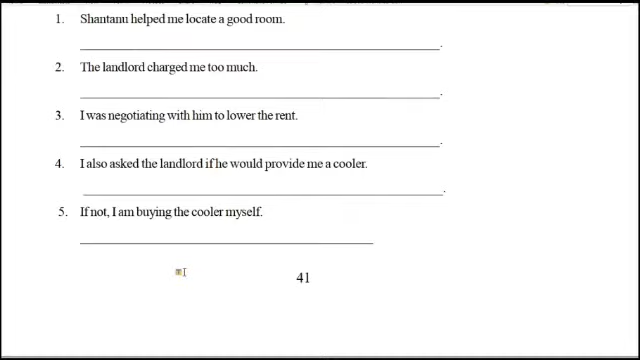 1. Shantanu helped me locate a good room.
.
2. The landlord charged me too much.
.
3. I was negotiating with him to lower the rent.
.
4. I also asked the landlord if he would provide me a cooler.
.
5. If not, I am buying the cooler myself.
41